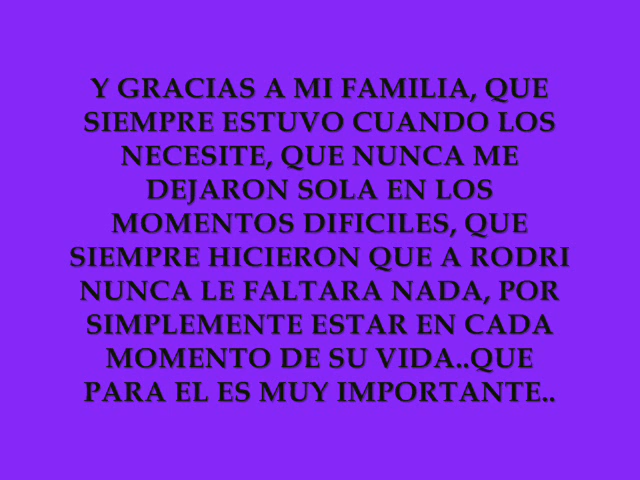 Y GRACIAS A MI FAMILIA, QUE
SIEMPRE ESTUVO CUANDO LOS
NECESITE, QUE NUNCA ME
DEJARON SOLA EN LOS
MOMENTOS DIFICILES, QUE
SIEMPRE HICIERON QUE A RODRI
NUNCA LE FALTARA NADA, POR
SIMPLEMENTE ESTAR EN CADA
MOMENTO DE SU VIDA..QUE
PARA EL ES MUY IMPORTANTE..